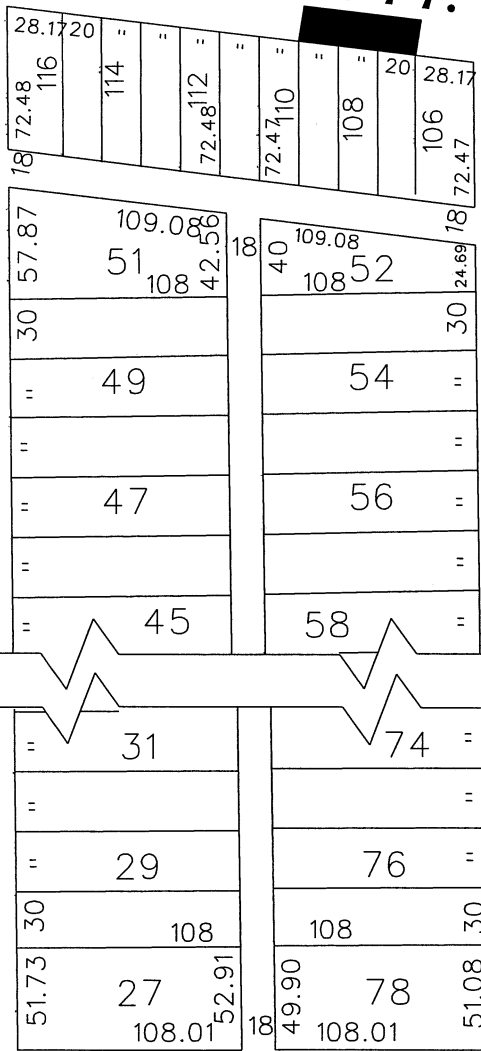 28.17 20 " " " " " " 20 28.17
72.48 116 114 72.48 112 72.47 110 108 106 72.47
18 18
57.87 109.08 42.56 18 40 109.08 24.69
51 108 108 52
30 30
= 49 54 =
= =
= 47 56 =
= =
= 45 58 =
= 31 74 =
= =
= 29 76 =
30 108 108 30
51.73 27 52.91 49.90 78 51.08
108.01 18 108.01